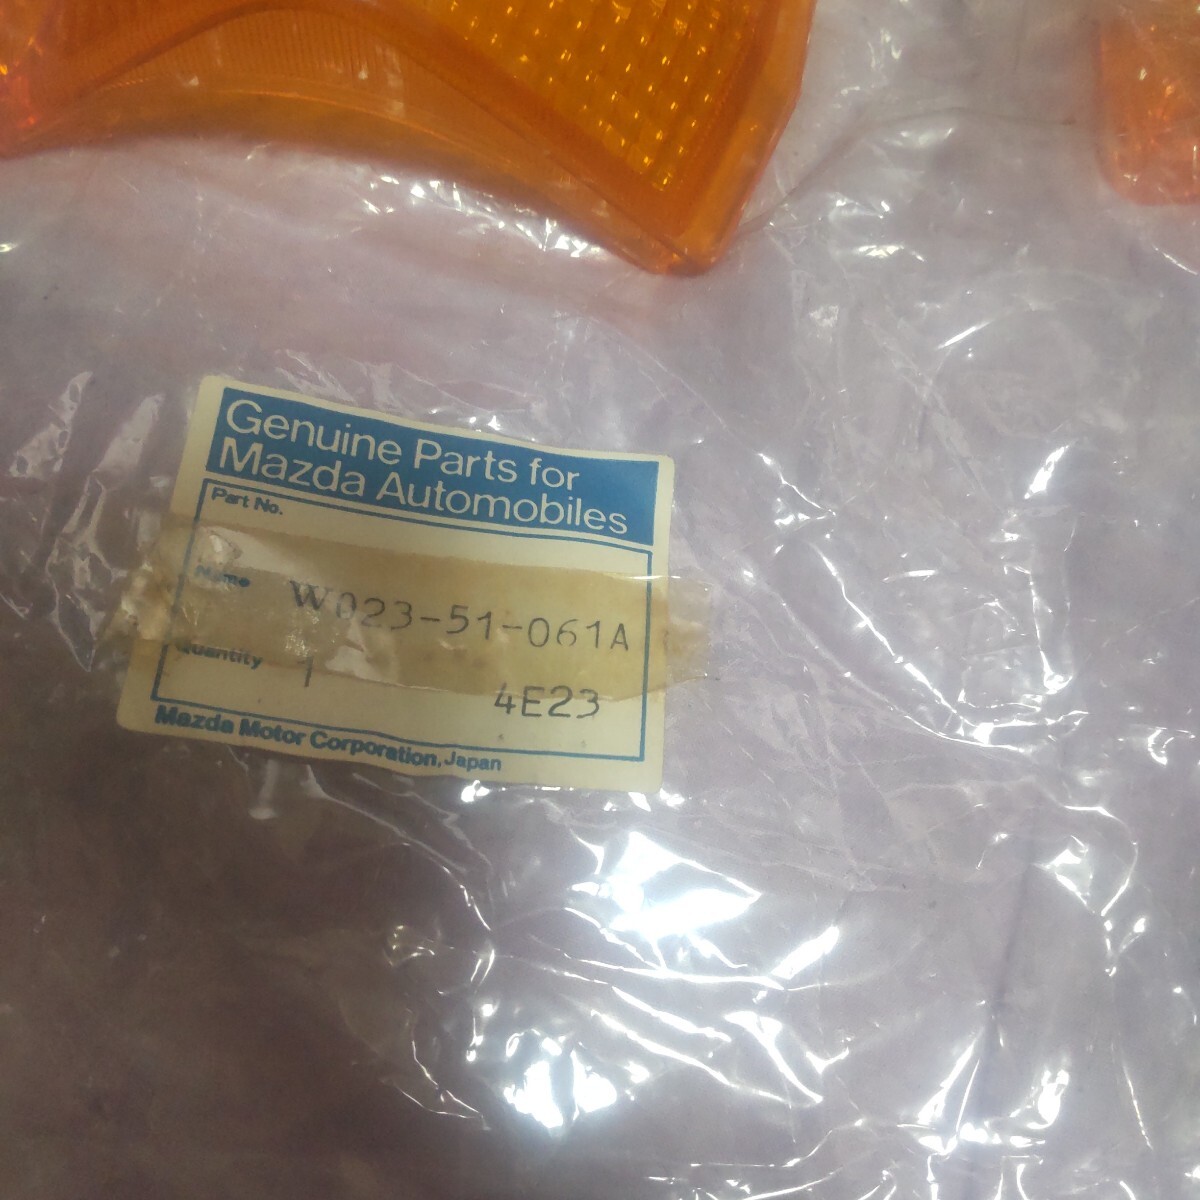 Genuine Parts for
Mazda Automobiles
Part No.
Name
W023-51-061A
Quantity 1
4E23
Mazda Motor Corporation, Japan